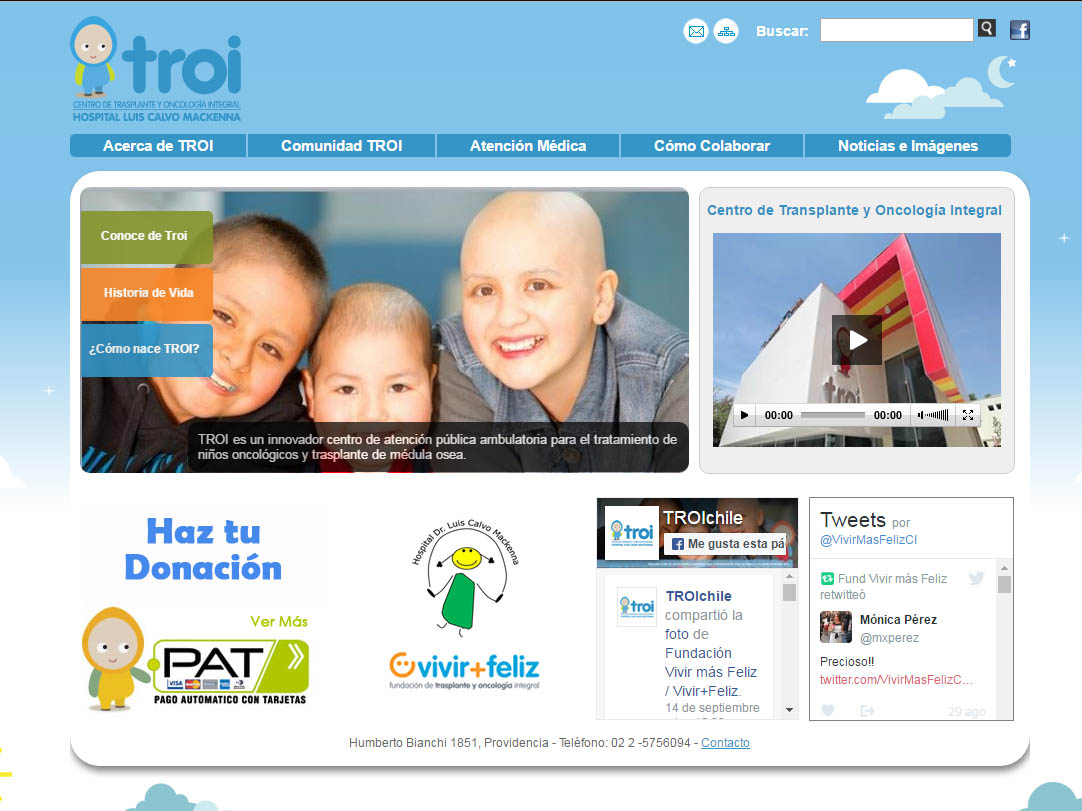 Buscar:
troi
CENTRO DE TRASPLANTE Y ONCOLOGÍA INTEGRAL
HOSPITAL LUIS CALVO MACKENNA
Acerca de TROI
Comunidad TROI
Atención Médica
Cómo Colaborar
Noticias e Imágenes
Conoce de Troi
Historia de Vida
¿Cómo nace TROI?
TROI es un innovador centro de atención pública ambulatoria para el tratamiento de
niños oncológicos y trasplante de médula osea.
Centro de Transplante y Oncología Integral
troi
00:00 00:00
Haz tu
Donación
Ver Más
PAT
VISA
PAGO AUTOMATICO CON TARJETAS
Hospital Dr. Luis Calvo Mackenna
vivir+feliz
fundación de trasplante y oncología integral
troi
TROIchile
Me gusta esta pá
troi
TROIchile
compartió la
foto de
Fundación
Vivir más Feliz
/ Vivir+Feliz.
14 de septiembre
Tweets por
@VivirMasFelizCl
Fund Vivir más Feliz
retwitteó
Mónica Pérez
@mxperez
Precioso!!
twitter.com/VivirMasFelizC…
29 ago
Humberto Bianchi 1851, Providencia - Teléfono: 02 2 -5756094 - Contacto